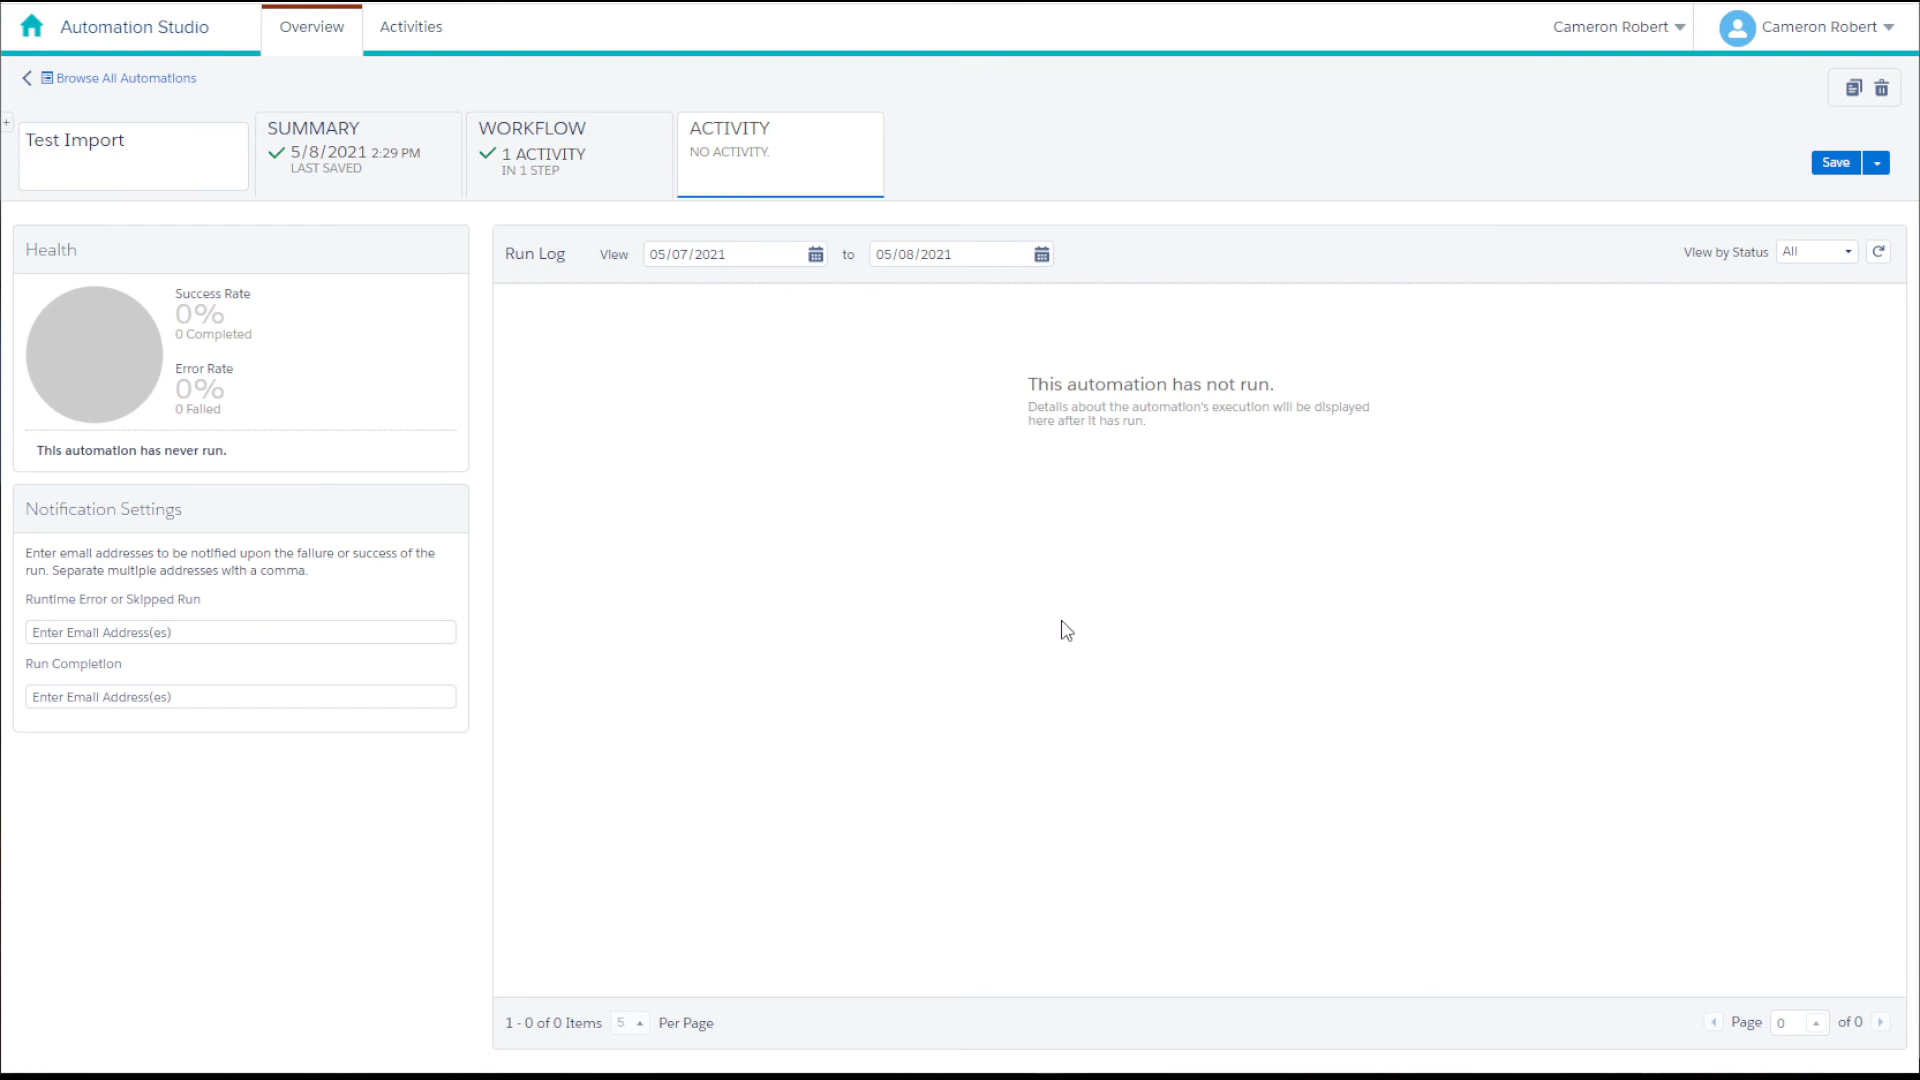 Automation Studio
Overview
Activities
Cameron Robert
Cameron Robert
Browse All Automations
Test Import
SUMMARY
5/8/2021 2:29 PM
LAST SAVED
WORKFLOW
1 ACTIVITY
IN 1 STEP
ACTIVITY
NO ACTIVITY.
Save
Health
Success Rate
0%
0 Completed
Error Rate
0%
0 Failed
This automation has never run.
Notification Settings
Enter email addresses to be notified upon the failure or success of the
run. Separate multiple addresses with a comma.
Runtime Error or Skipped Run
Enter Email Address(es)
Run Completion
Enter Email Address(es)
Run Log
View
05/07/2021
to
05/08/2021
View by Status
All
This automation has not run.
Details about the automation's execution will be displayed
here after it has run.
1 - 0 of 0 Items
5
Per Page
Page
0
of 0